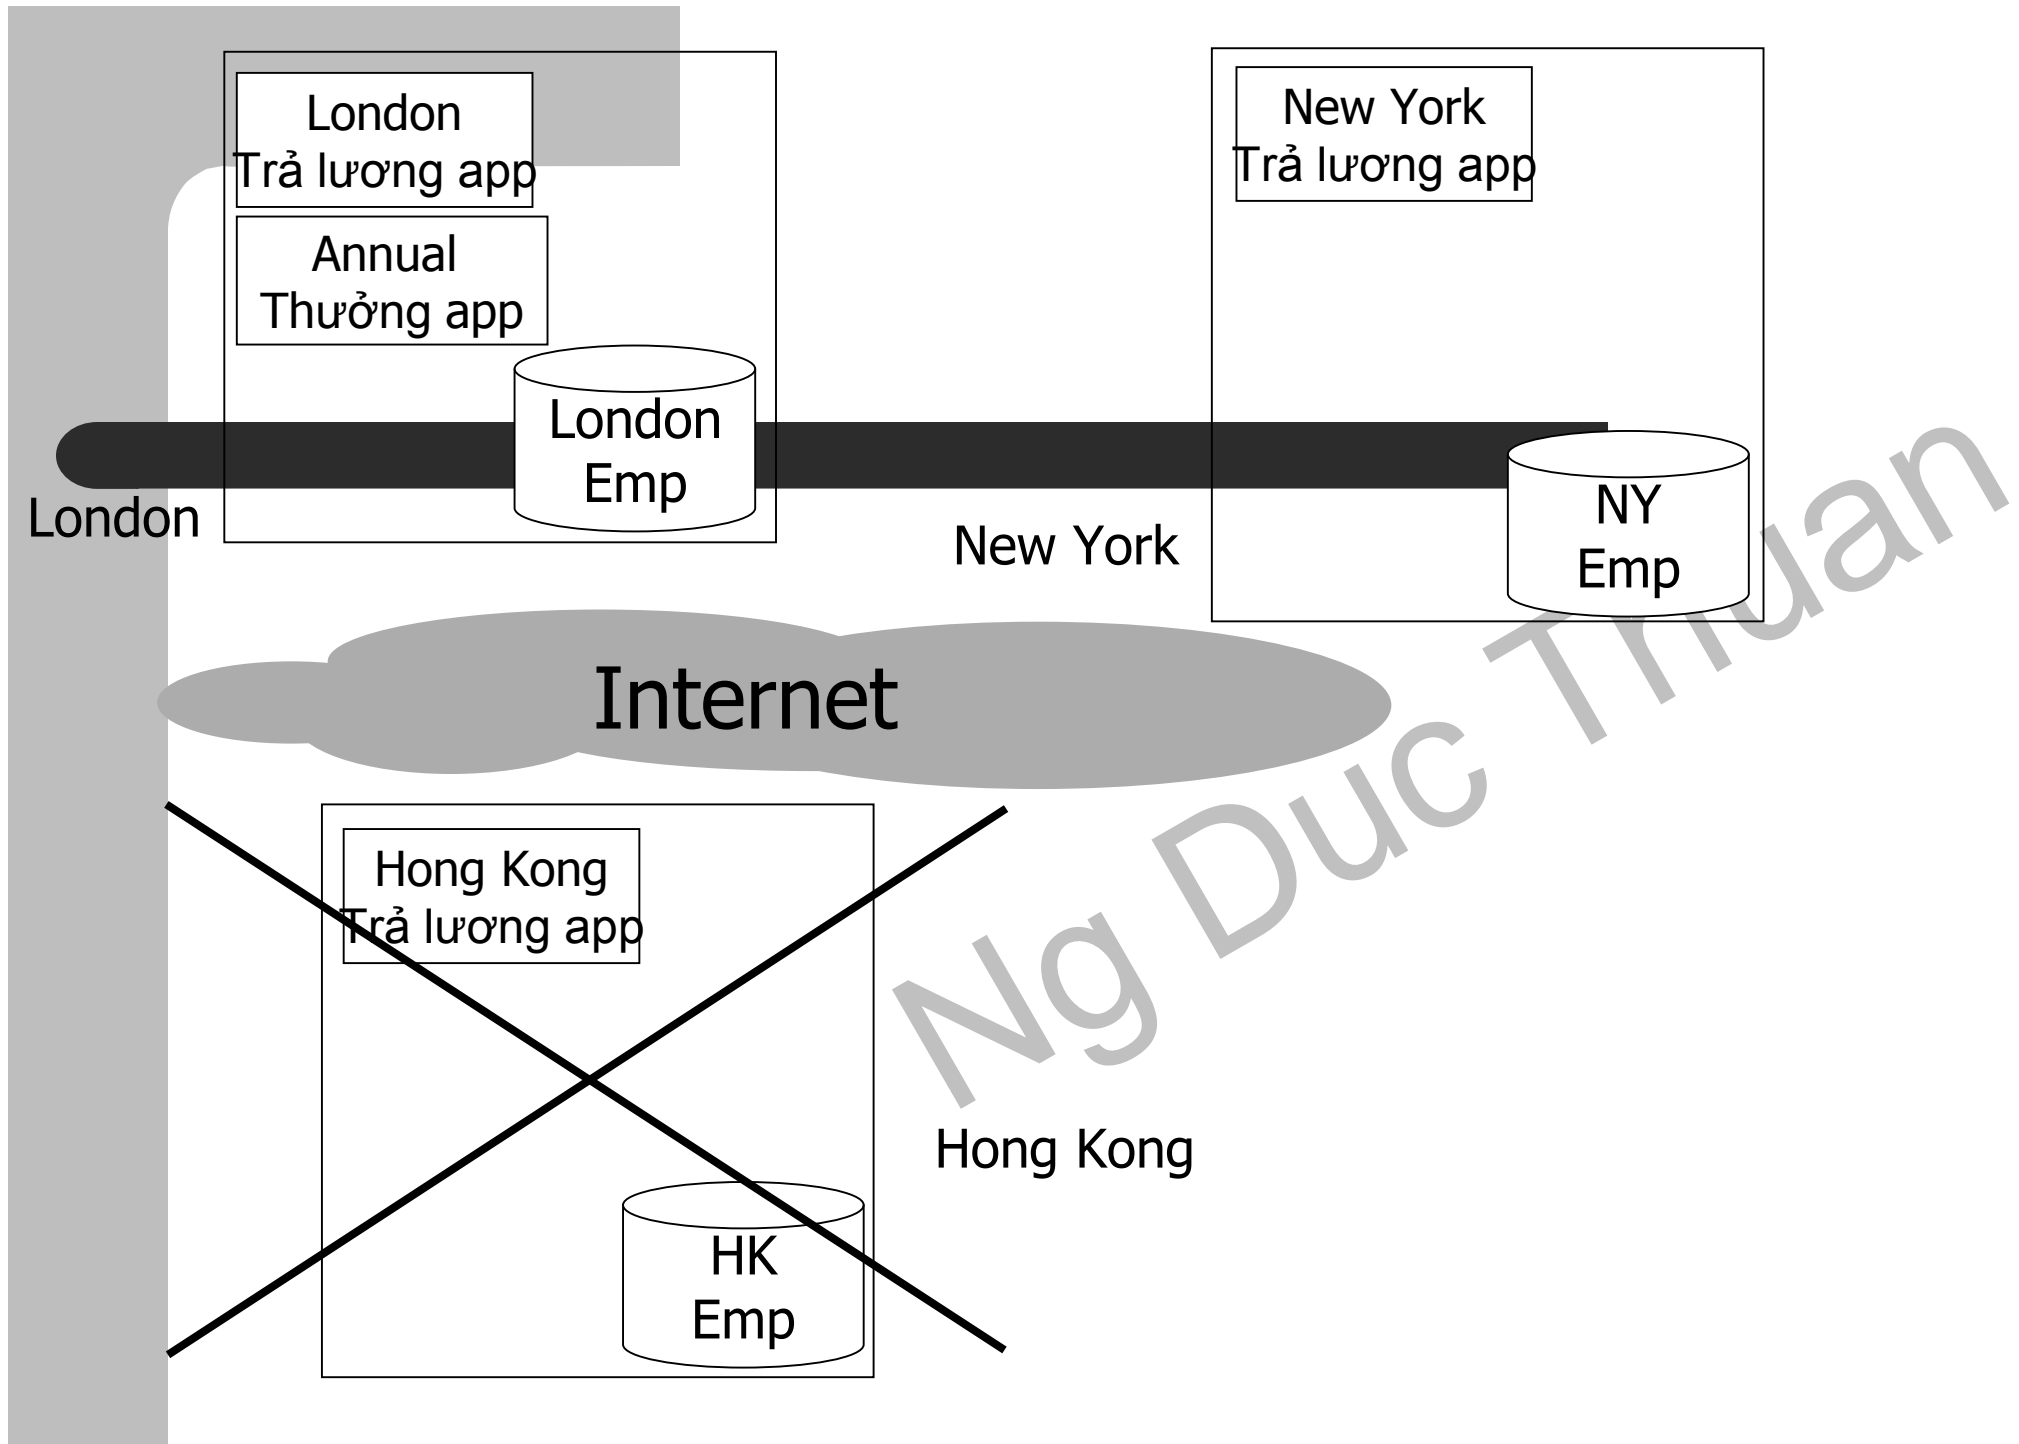 London
Trả lương app
Annual
Thưởng app
London
Emp
London
New York
Trả lương app
NY
Emp
New York
Internet
Hong Kong
Trả lương app
HK
Emp
Hong Kong
Ng Duc Thuan